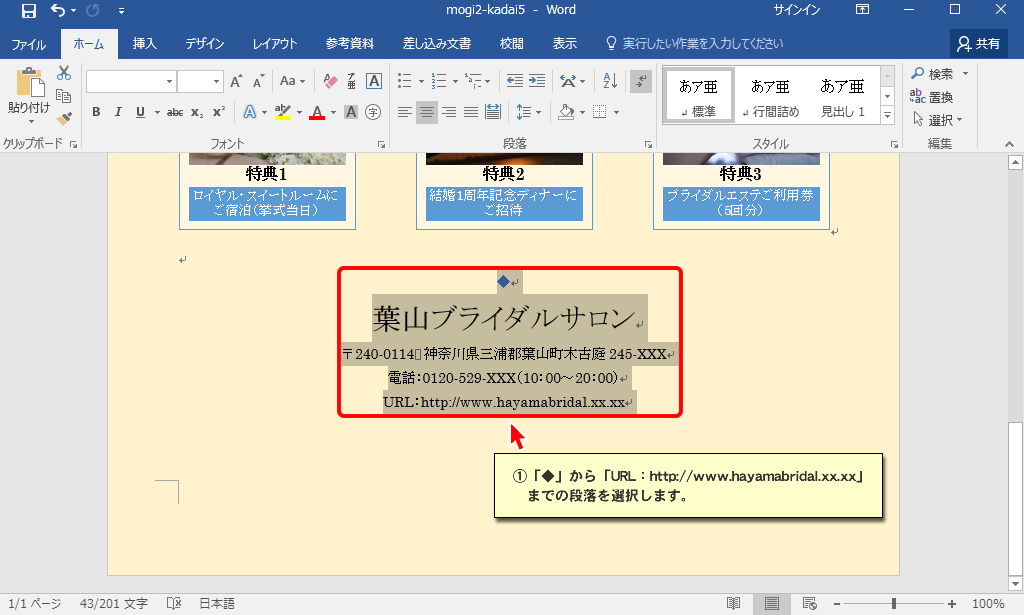 mogi2-kadai5 - Word
サインイン
ファイル ホーム 挿入 デザイン レイアウト 参考資料 差し込み文書 校閲 表示 実行したい作業を入力してください 共有
貼り付け
クリップボード
B I U abc x₂ x² A ab A A 字
A A Aa ア亜 A
フォント
段落
あア亜 あア亜 あア亜
↲標準 ↲行間詰め 見出し 1
スタイル
検索
置換
選択
編集
特典1 特典2 特典3
ロイヤル・スイートルームに
ご宿泊（挙式当日）
結婚1周年記念ディナーに
ご招待
ブライダルエステご利用券
（5回分）
◆
葉山ブライダルサロン
〒240-0114 神奈川県三浦郡葉山町木古庭 245-XXX
電話：0120-529-XXX（10：00～20：00）
URL：http://www.hayamabridal.xx.xx
①「◆」から「URL：http://www.hayamabridal.xx.xx」
までの段落を選択します。
1/1 ページ 43/201 文字 日本語 100%